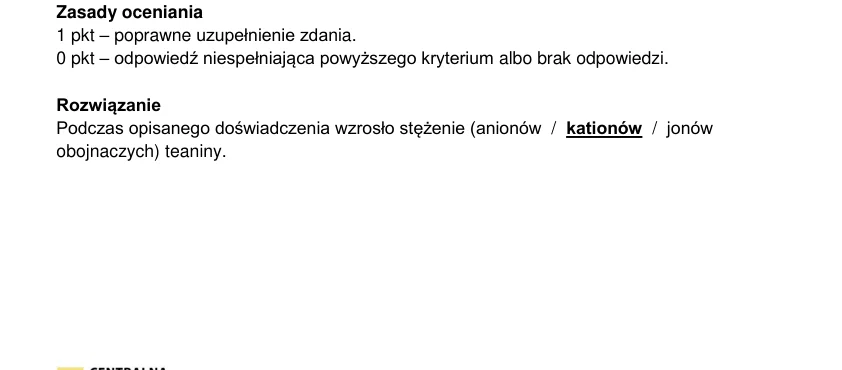 Zasady oceniania
1 pkt – poprawne uzupełnienie zdania.
0 pkt – odpowiedź niespełniająca powyższego kryterium albo brak odpowiedzi.
Rozwiązanie
Podczas opisanego doświadczenia wzrosło stężenie (anionów / kationów / jonów
obojnaczych) teaniny.
CENTRALNA